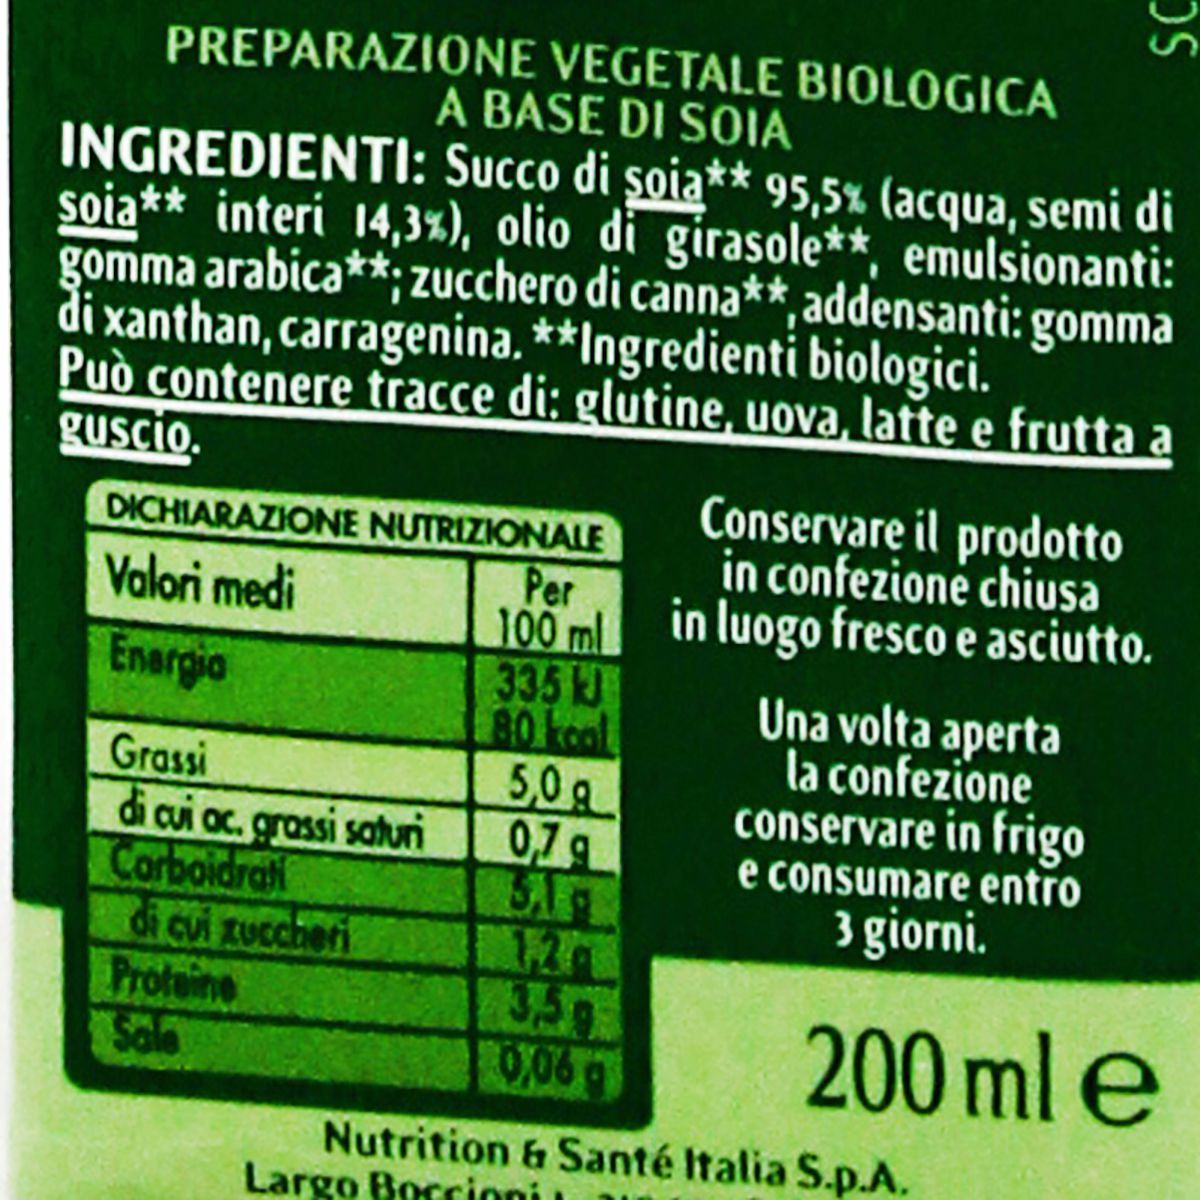 PREPARAZIONE VEGETALE BIOLOGICA
A BASE DI SOIA
INGREDIENTI: Succo di soia** 95,5% (acqua, semi di
soia** interi 14,3%), olio di girasole**, emulsionanti:
gomma arabica**; zucchero di canna**, addensanti: gomma
di xanthan, carragenina. **Ingredienti biologici.
Può contenere tracce di: glutine, uova, latte e frutta a
guscio.
DICHIARAZIONE NUTRIZIONALE
Valori medi Per
100 ml
Energia 335 kJ
80 kcal
Grassi 5,0 g
di cui ac. grassi saturi 0,7 g
Carboidrati 5,1 g
di cui zuccheri 1,2 g
Proteine 3,5 g
Sale 0,06 g
Conservare il prodotto
in confezione chiusa
in luogo fresco e asciutto.
Una volta aperta
la confezione
conservare in frigo
e consumare entro
3 giorni.
200 ml e
Nutrition & Santé Italia S.p.A.
Largo Boccioni